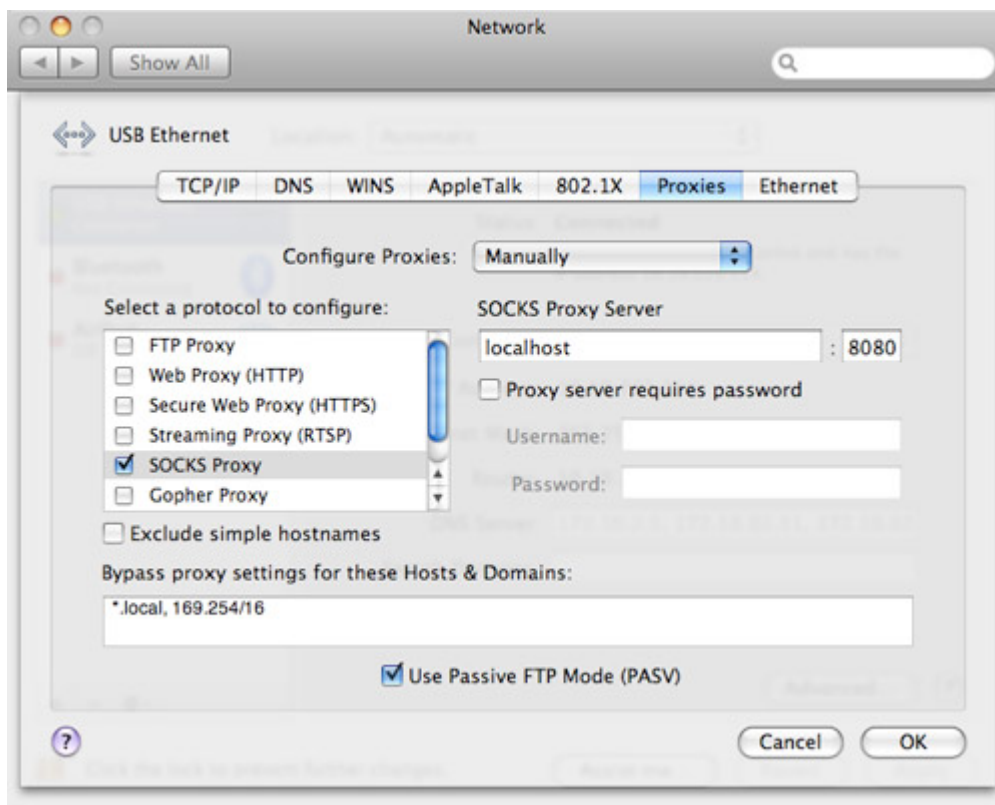 Network
Show All
USB Ethernet
TCP/IP DNS WINS AppleTalk 802.1X Proxies Ethernet
Configure Proxies: Manually
Select a protocol to configure:
FTP Proxy
Web Proxy (HTTP)
Secure Web Proxy (HTTPS)
Streaming Proxy (RTSP)
SOCKS Proxy
Gopher Proxy
SOCKS Proxy Server
localhost : 8080
Proxy server requires password
Username:
Password:
Exclude simple hostnames
Bypass proxy settings for these Hosts & Domains:
*.local, 169.254/16
Use Passive FTP Mode (PASV)
? Cancel OK